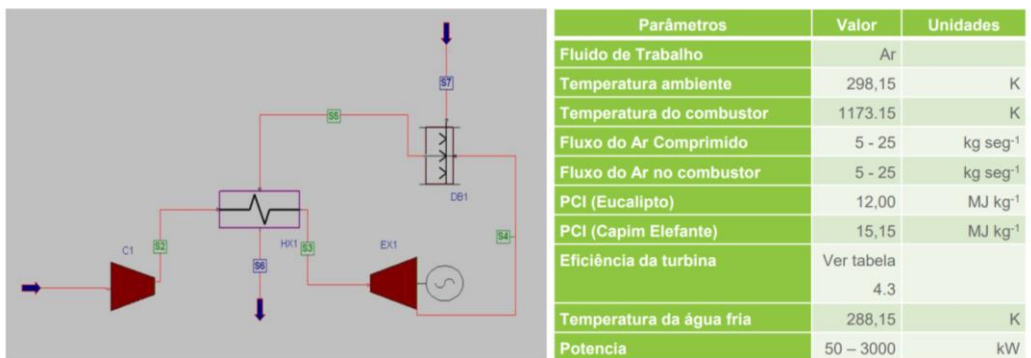 S7
S5
DB1
C1
S2
HX1
S3
EX1
S4
S6
Parâmetros Valor Unidades
Fluido de Trabalho Ar
Temperatura ambiente 298,15 K
Temperatura do combustor 1173.15 K
Fluxo do Ar Comprimido 5 - 25 kg seg-1
Fluxo do Ar no combustor 5 - 25 kg seg-1
PCI (Eucalipto) 12,00 MJ kg-1
PCI (Capim Elefante) 15,15 MJ kg-1
Eficiência da turbina Ver tabela
4.3
Temperatura da água fria 288,15 K
Potencia 50 – 3000 kW